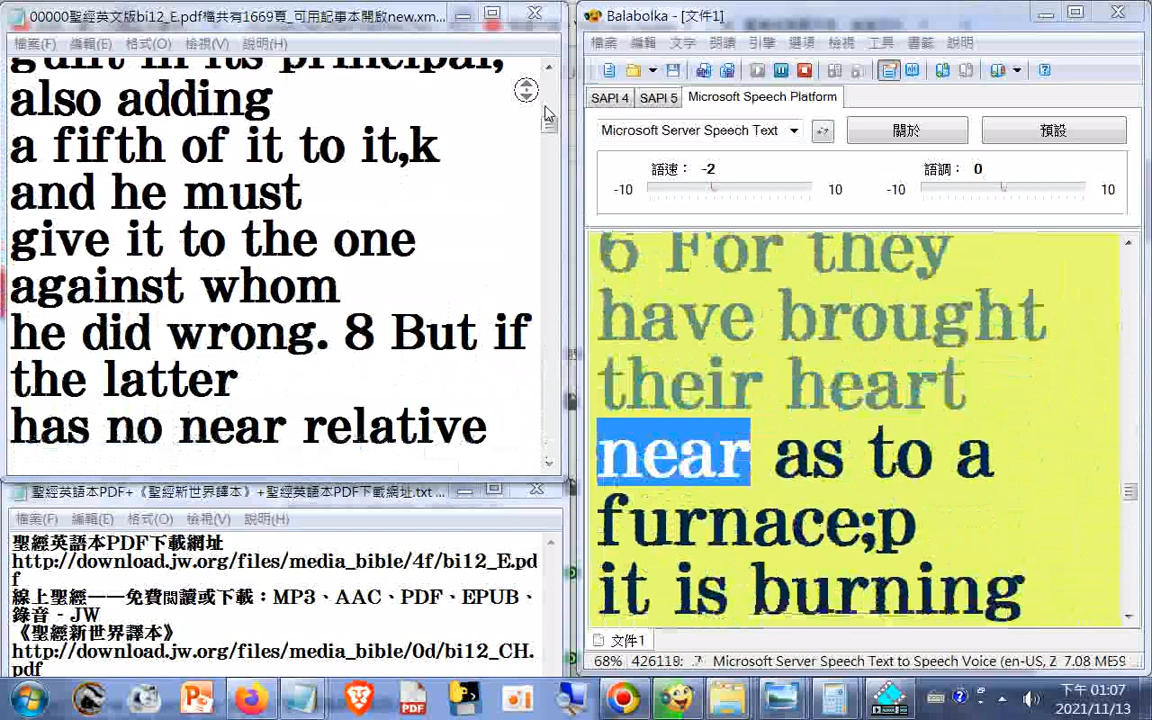 00000聖經英文版bi12_E.pdf檔共有1669頁_可用記事本開啟new.xm...
檔案(F) 編輯(E) 格式(O) 檢視(V) 說明(H)
guilt in its principal,
also adding
a fifth of it to it,k
and he must
give it to the one
against whom
he did wrong. 8 But if
the latter
has no near relative
聖經英語本PDF+《聖經新世界譯本》+聖經英語本PDF下載網址.txt ...
檔案(F) 編輯(E) 格式(O) 檢視(V) 說明(H)
聖經英語本PDF下載網址
http://download.jw.org/files/media_bible/4f/bi12_E.pd
f
線上聖經——免費閱讀或下載：MP3、AAC、PDF、EPUB、
錄音 - JW
《聖經新世界譯本》
http://download.jw.org/files/media_bible/0d/bi12_CH.
pdf
Balabolka - [文件1]
檔案 編輯 文字 朗讀 引擎 選項 檢視 工具 書籤 說明
SAPI 4 SAPI 5 Microsoft Speech Platform
Microsoft Server Speech Text 關於 預設
語速： -2 語調： 0
-10 10 -10 10
6 For they
have brought
their heart
near as to a
furnace;p
it is burning
文件1
68% 426118: .7 Microsoft Server Speech Text to Speech Voice (en-US, Z 7.08 ME59
下午 01:07
2021/11/13